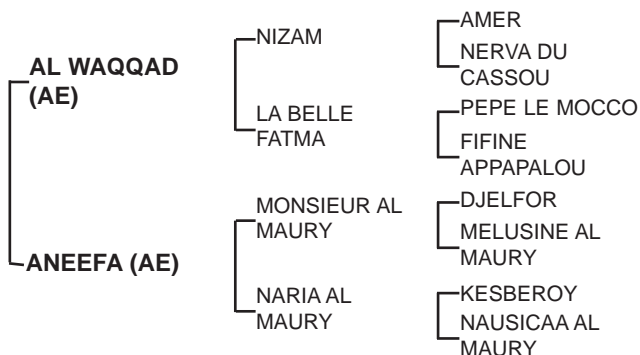 AL WAQQAD
(AE)
NIZAM
AMER
NERVA DU
CASSOU
LA BELLE
FATMA
PEPE LE MOCCO
FIFINE
APPAPALOU
ANEEFA (AE)
MONSIEUR AL
MAURY
DJELFOR
MELUSINE AL
MAURY
NARIA AL
MAURY
KESBEROY
NAUSICAA AL
MAURY